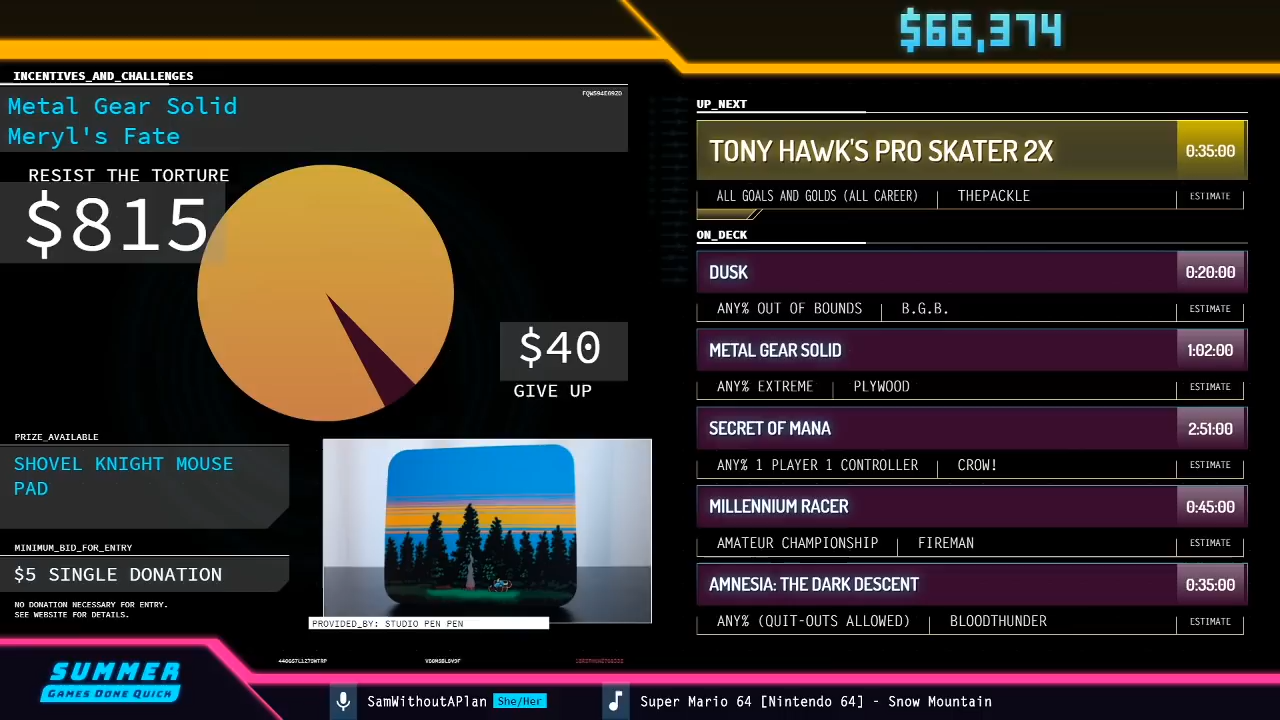 $66,374
INCENTIVES_AND_CHALLENGES
Metal Gear Solid
Meryl's Fate
RESIST THE TORTURE
$815
$40
GIVE UP
PRIZE_AVAILABLE
SHOVEL KNIGHT MOUSE
PAD
MINIMUM_BID_FOR_ENTRY
$5 SINGLE DONATION
NO DONATION NECESSARY FOR ENTRY.
SEE WEBSITE FOR DETAILS.
PROVIDED_BY: STUDIO PEN PEN
UP_NEXT
TONY HAWK'S PRO SKATER 2X 0:35:00
ALL GOALS AND GOLDS (ALL CAREER) THEPACKLE ESTIMATE
ON_DECK
DUSK 0:20:00
ANY% OUT OF BOUNDS B.G.B. ESTIMATE
METAL GEAR SOLID 1:02:00
ANY% EXTREME PLYWOOD ESTIMATE
SECRET OF MANA 2:51:00
ANY% 1 PLAYER 1 CONTROLLER CROW! ESTIMATE
MILLENNIUM RACER 0:45:00
AMATEUR CHAMPIONSHIP FIREMAN ESTIMATE
AMNESIA: THE DARK DESCENT 0:35:00
ANY% (QUIT-OUTS ALLOWED) BLOODTHUNDER ESTIMATE
SUMMER
GAMES DONE QUICK
SamWithoutAPlan She/Her
Super Mario 64 [Nintendo 64] - Snow Mountain